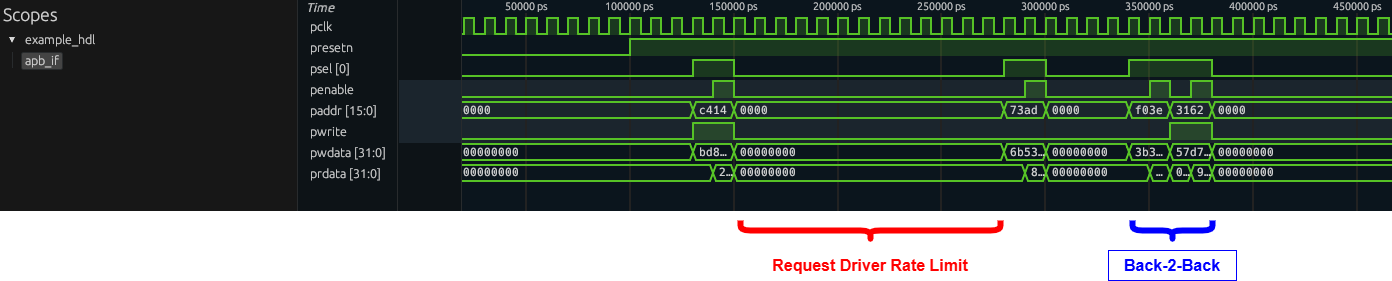 Scopes
example_hdl
apb_if
Time 50000 ps 100000 ps 150000 ps 200000 ps 250000 ps 300000 ps 350000 ps 400000 ps 450000 ps
pclk
presetn
psel [0]
penable
paddr [15:0] 0000 c414 0000 73ad 0000 f03e 3162 0000
pwrite
pwdata [31:0] 00000000 bd8… 00000000 6b53… 00000000 3b3… 57d7… 00000000
prdata [31:0] 00000000 2… 00000000 8… 00000000 … 0… 9… 00000000
Request Driver Rate Limit
Back-2-Back